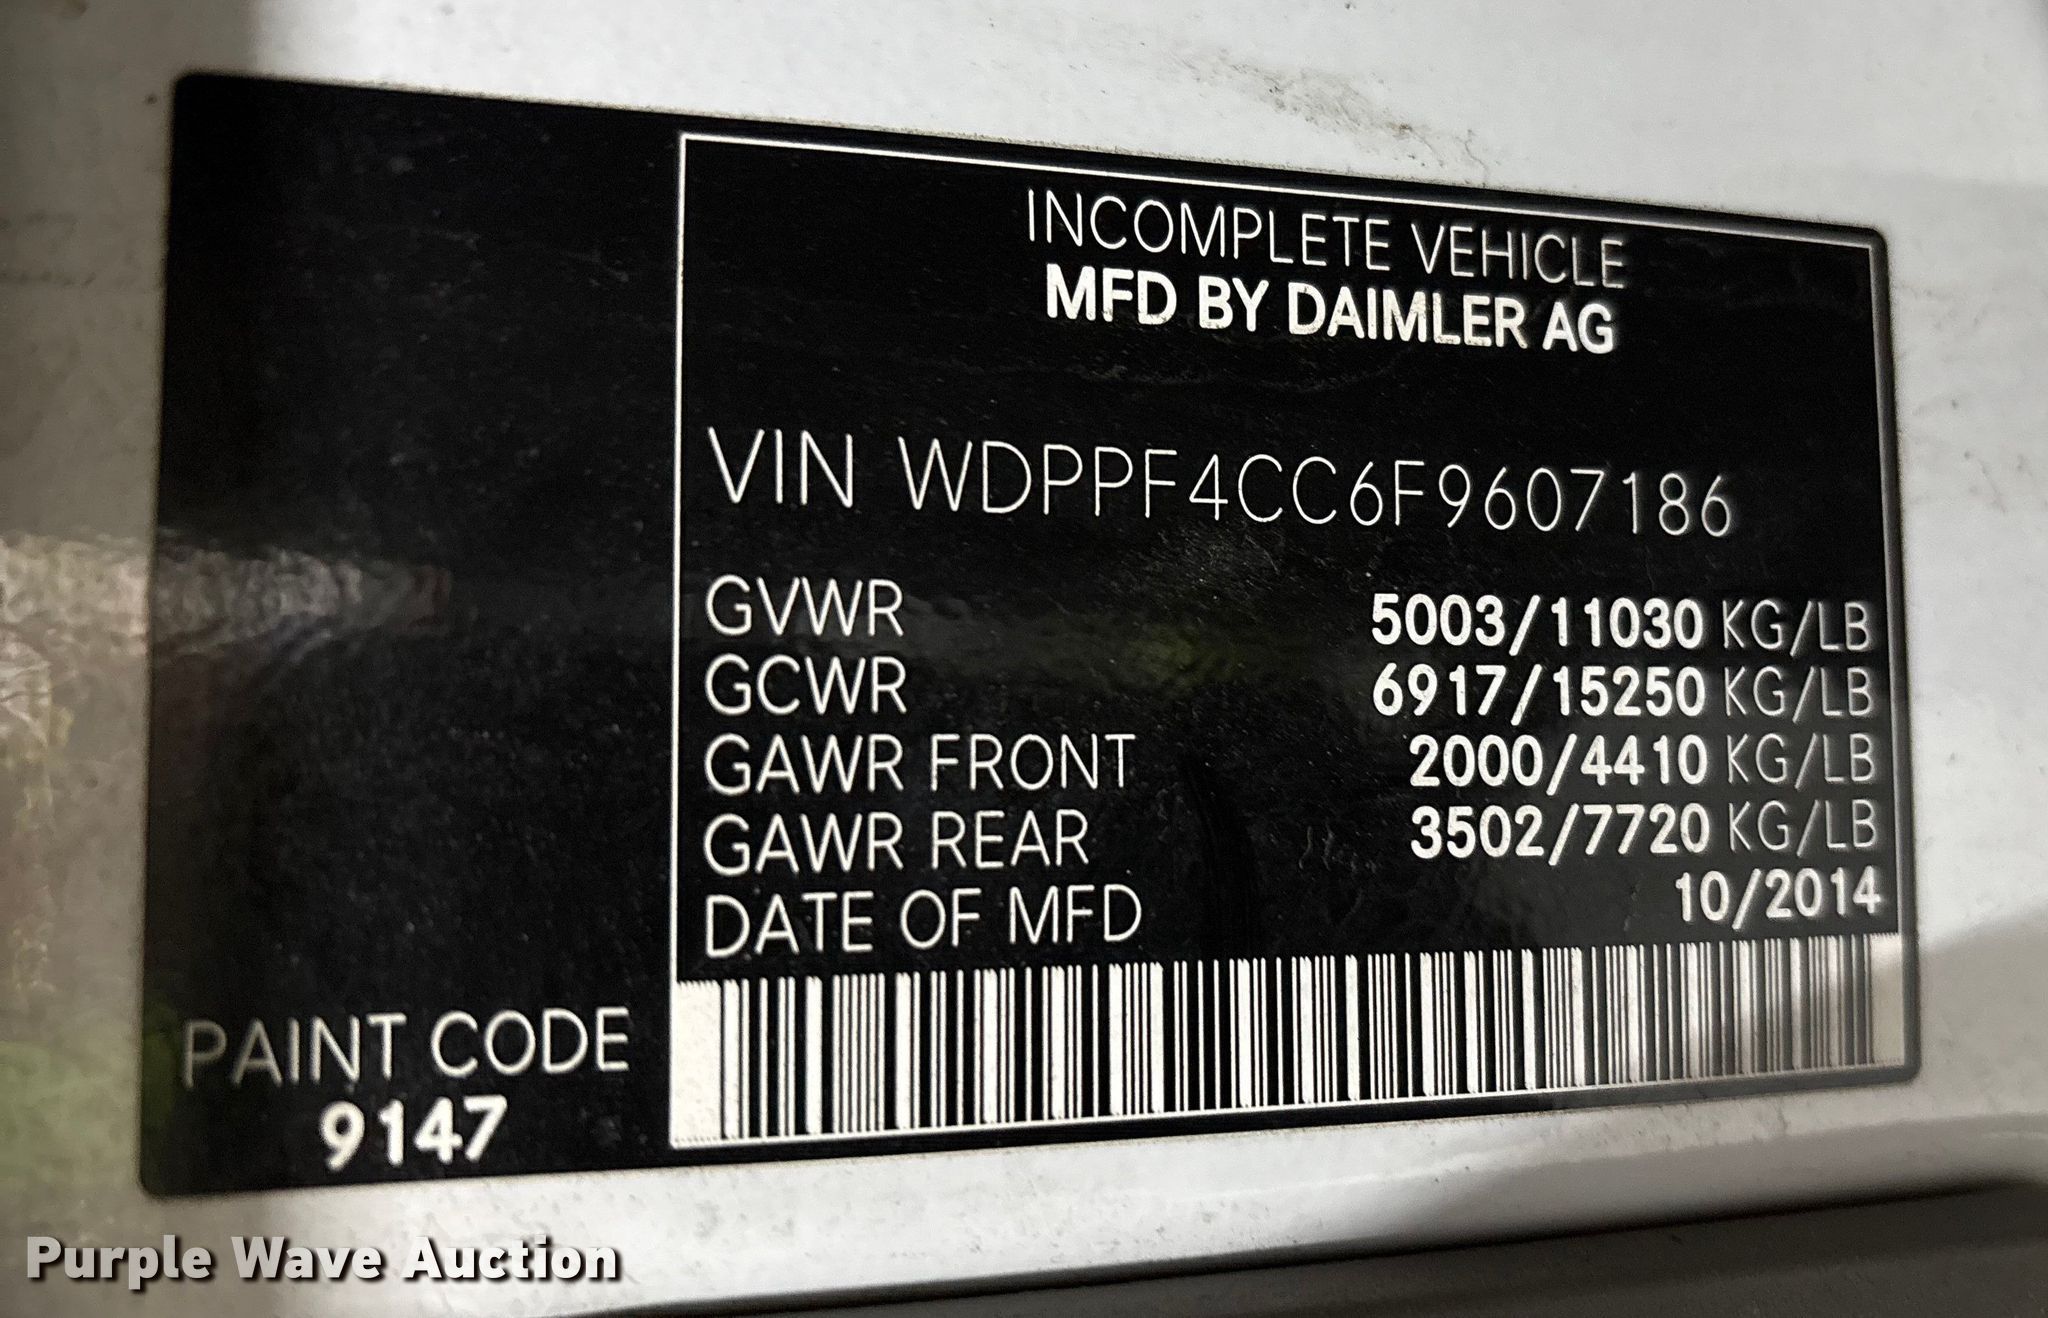 INCOMPLETE VEHICLE
MFD BY DAIMLER AG
VIN WDPPF4CC6F9607186
GVWR 5003/11030 KG/LB
GCWR 6917/15250 KG/LB
GAWR FRONT 2000/4410 KG/LB
GAWR REAR 3502/7720 KG/LB
DATE OF MFD 10/2014
PAINT CODE
9147
Purple Wave Auction